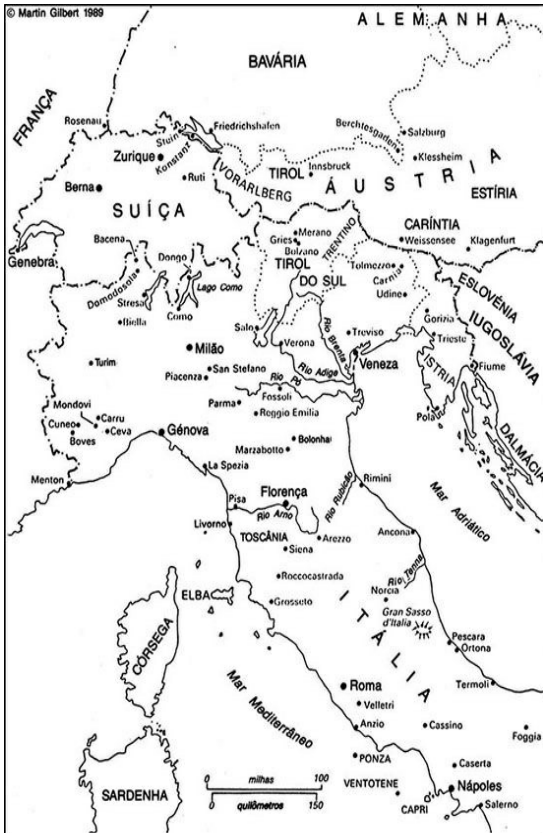 © Martin Gilbert 1989
ALEMANHA
BAVÁRIA
FRANÇA
Rosenau
Stuin
Friedrichshafen
Konstanz
Zurique
Berchtesgaden
Salzburg
Klessheim
Ruti
VORARLBERG
TIROL
Innsbruck
ÁUSTRIA
Berna
ESTÍRIA
SUÍÇA
CARÍNTIA
Merano
Gries
Bulzano
TRENTINO
Weissensee
Klagenfurt
Genebra
Bacena
Dongo
TIROL
DO SUL
Tolmezzo
Carnia
Domodosola
Lago Como
Udine
ESLOVÉNIA
Stresa
Como
Biella
Salo
Rio Brenta
Treviso
Gorizia
IUGOSLÁVIA
Verona
Trieste
Milão
Veneza
Turim
San Stefano
Rio Adige
ISTRIA
Fiume
Piacenza
Rio Pó
Fossoli
Parma
Reggio Emilia
Pola
DALMÁCIA
Mondovi
Carru
Cuneo
Ceva
Boves
Génova
Bolonha
Marzabotto
La Spezia
Menton
Rimini
Mar Adriático
Florença
Rio Rubicão
Pisa
Rio Arno
Livorno
TOSCÂNIA
Arezzo
Ancona
Siena
Rio Tenna
Roccocastrada
Norcia
ELBA
Grosseto
Gran Sasso
d'Italia
CÓRSEGA
ITÁLIA
Pescara
Ortona
Roma
Termoli
Mar Mediterrâneo
Velletri
Anzio
Cassino
Foggia
PONZA
Caserta
0 milhas 100
VENTOTENE
Nápoles
0 quilômetros 150
CAPRI
Salerno
SARDENHA